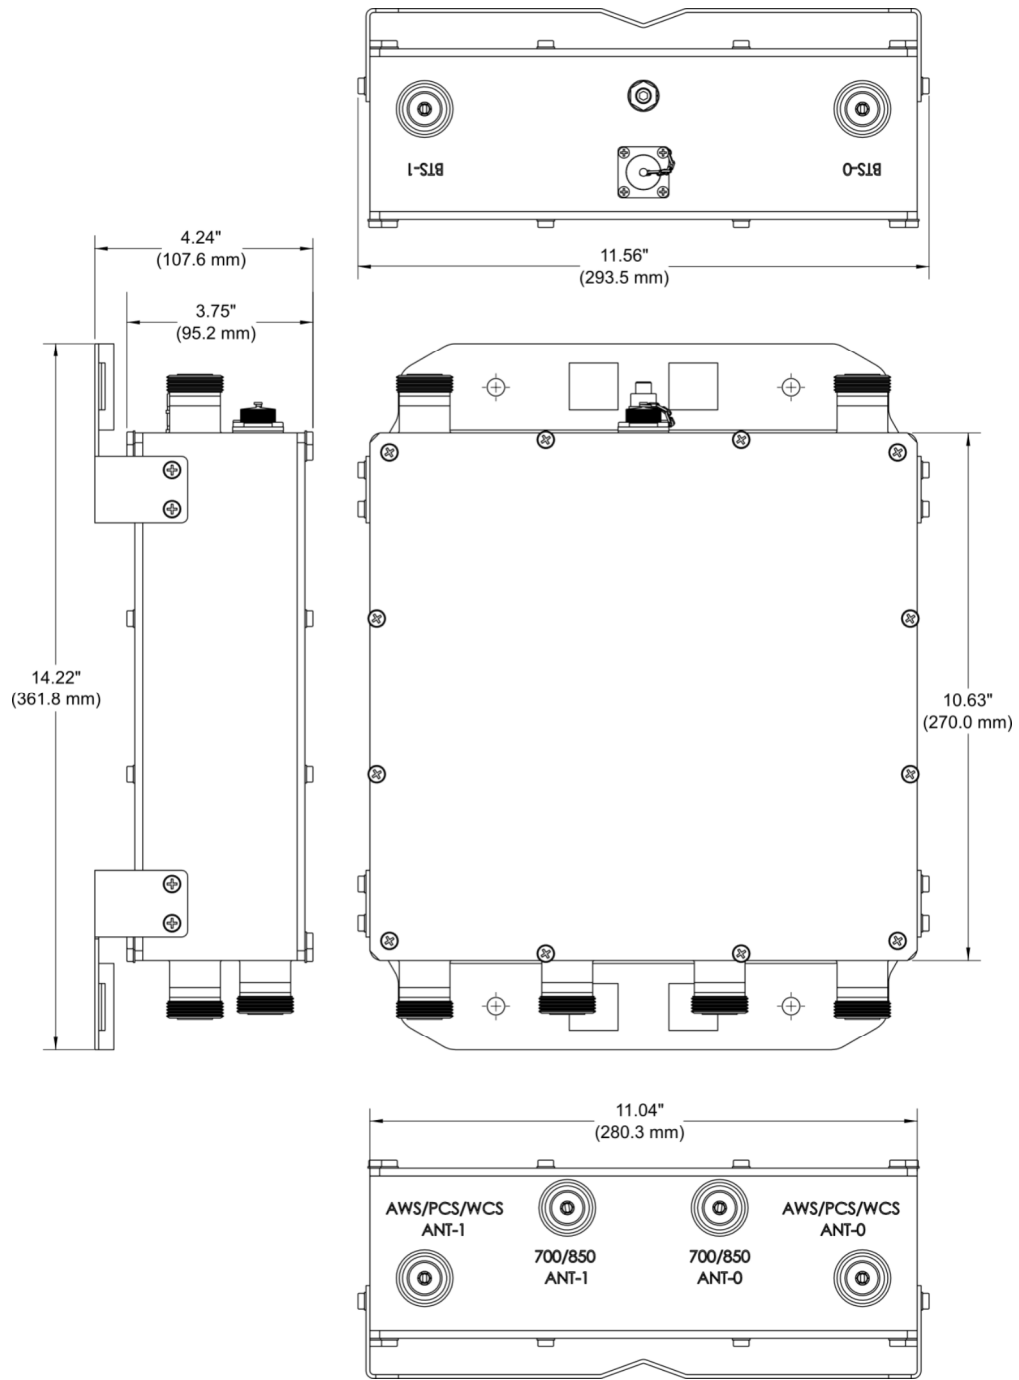 BTS-1
BTS-0
4.24"
(107.6 mm)
11.56"
(293.5 mm)
3.75"
(95.2 mm)
14.22"
(361.8 mm)
10.63"
(270.0 mm)
11.04"
(280.3 mm)
AWS/PCS/WCS
ANT-1
700/850
ANT-1
700/850
ANT-0
AWS/PCS/WCS
ANT-0